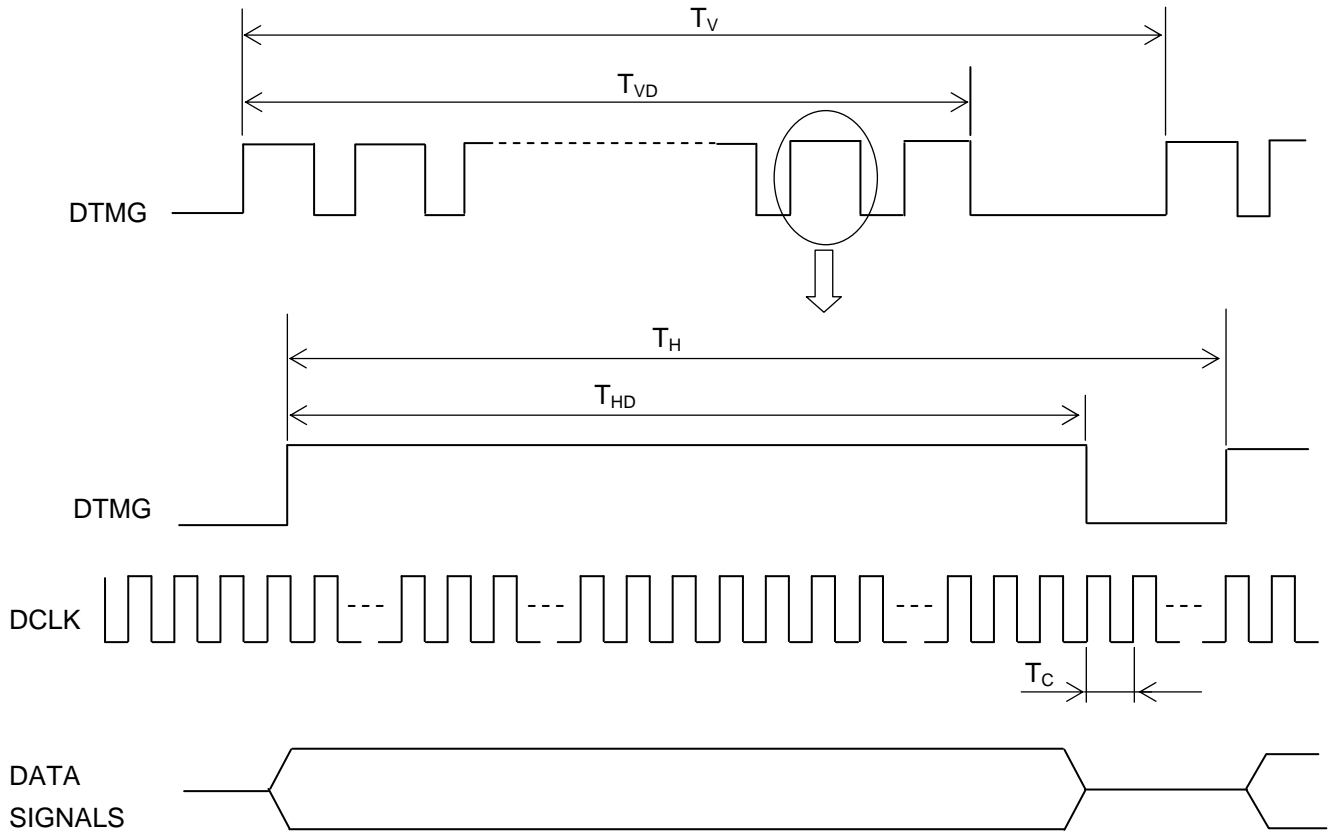 TV
TVD
DTMG
TH
THD
DTMG
DCLK
TC
DATA
SIGNALS